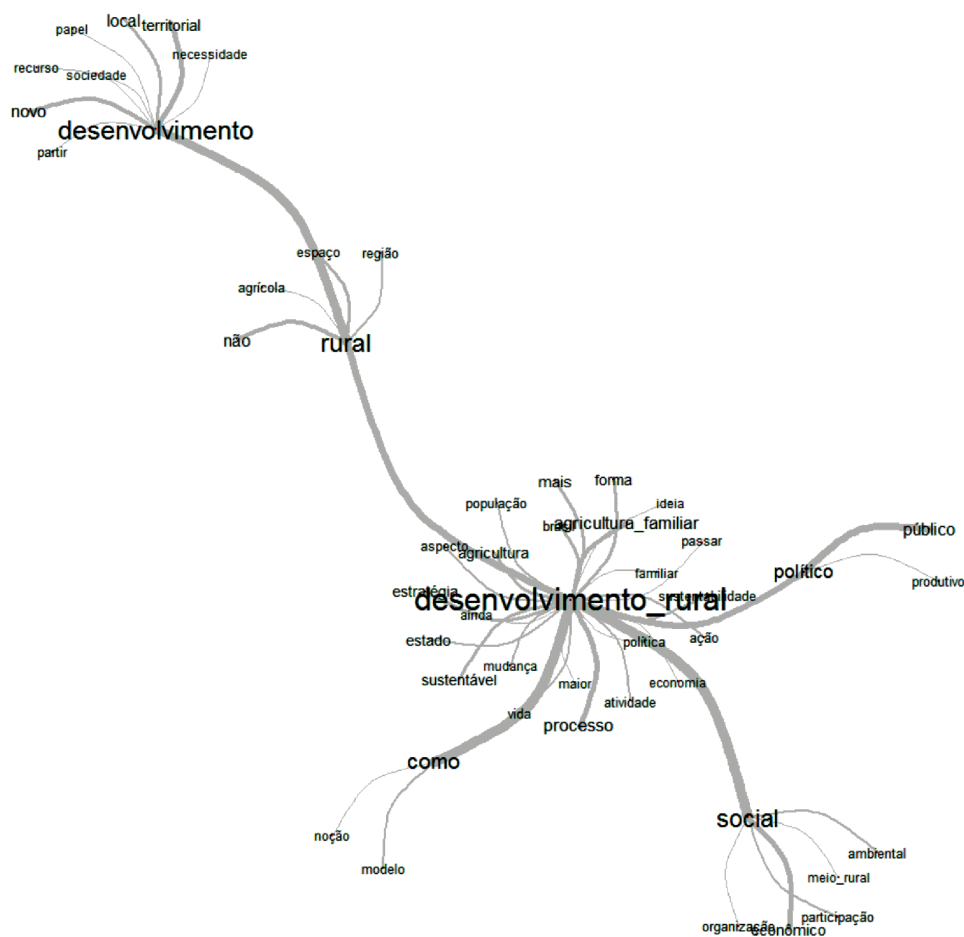 local
territorial
papel
necessidade
recurso
sociedade
novo
desenvolvimento
partir
espaço
região
agrícola
não
rural
mais
forma
população
ideia
brasil
agricultura_familiar
público
passar
aspecto
agricultura
familiar
político
produtivo
estratégia
desenvolvimento_rural
sustentabilidade
ainda
estado
política
ação
mudança
sustentável
maior
economia
atividade
vida
processo
como
social
noção
modelo
ambiental
meio_rural
participação
organização
econômico